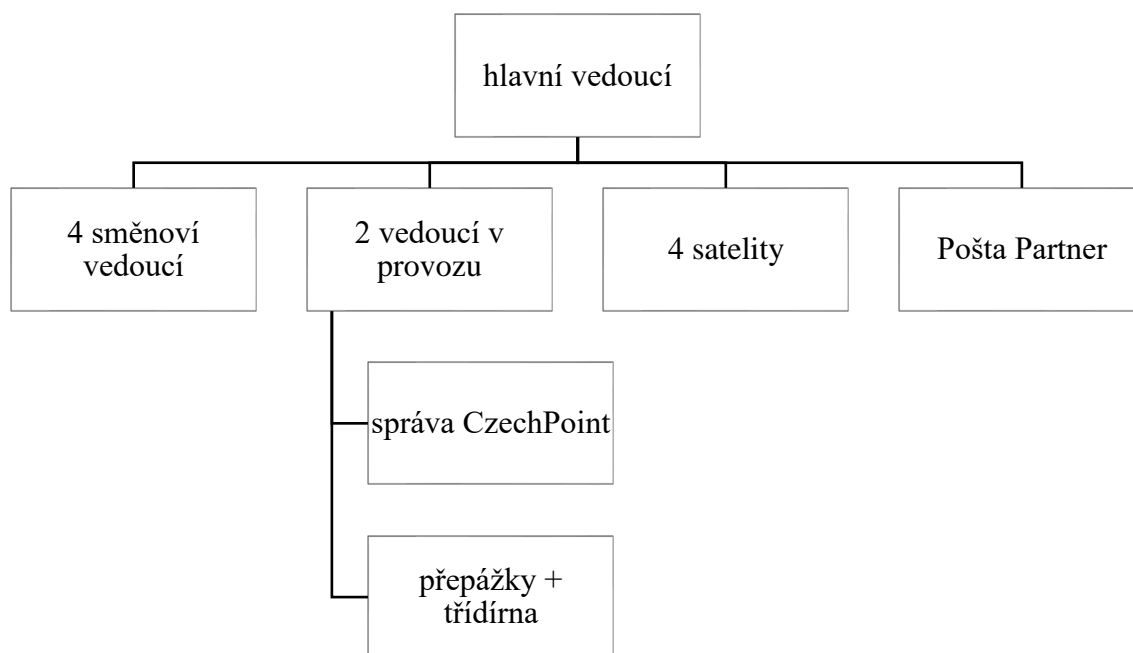 hlavní vedoucí
4 směnoví
vedoucí
2 vedoucí v
provozu
4 satelity
Pošta Partner
správa CzechPoint
přepážky +
třídírna